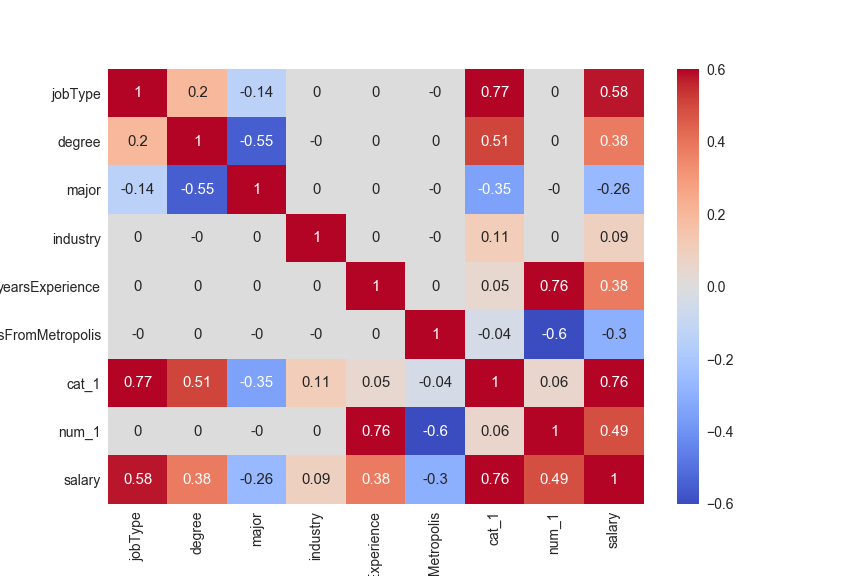 jobType 1 0.2 -0.14 0 0 -0 0.77 0 0.58
degree 0.2 1 -0.55 -0 0 0 0.51 0 0.38
major -0.14 -0.55 1 0 0 -0 -0.35 -0 -0.26
industry 0 -0 0 1 0 -0 0.11 0 0.09
yearsExperience 0 0 0 0 1 0 0.05 0.76 0.38
sFromMetropolis -0 0 -0 -0 0 1 -0.04 -0.6 -0.3
cat_1 0.77 0.51 -0.35 0.11 0.05 -0.04 1 0.06 0.76
num_1 0 0 -0 0 0.76 -0.6 0.06 1 0.49
salary 0.58 0.38 -0.26 0.09 0.38 -0.3 0.76 0.49 1
jobType
degree
major
industry
Experience
Metropolis
cat_1
num_1
salary
0.6
0.4
0.2
0.0
−0.2
−0.4
−0.6